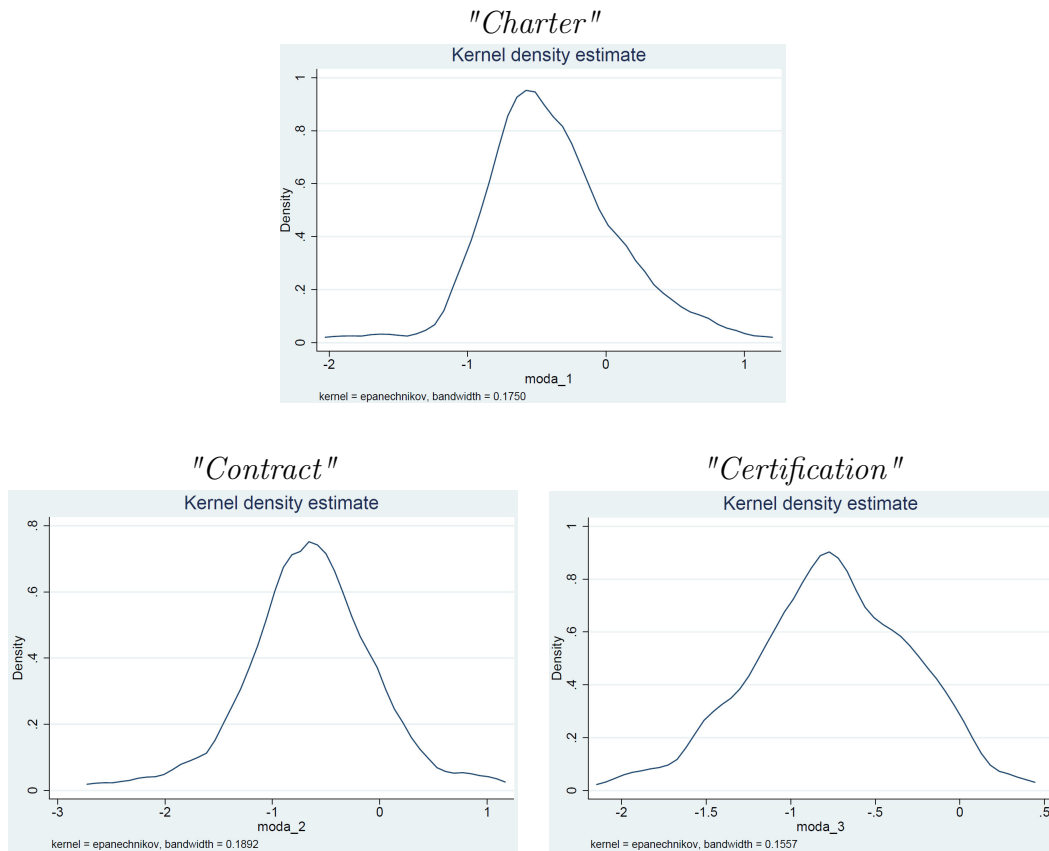 "Charter"
Kernel density estimate
1
.8
.6
.4
.2
0
Density
-2 -1 0 1
moda_1
kernel = epanechnikov, bandwidth = 0.1750
"Contract"
Kernel density estimate
.8
.6
.4
.2
0
Density
-3 -2 -1 0 1
moda_2
kernel = epanechnikov, bandwidth = 0.1892
"Certification"
Kernel density estimate
1
.8
.6
.4
.2
0
Density
-2 -1.5 -1 -.5 0 .5
moda_3
kernel = epanechnikov, bandwidth = 0.1557